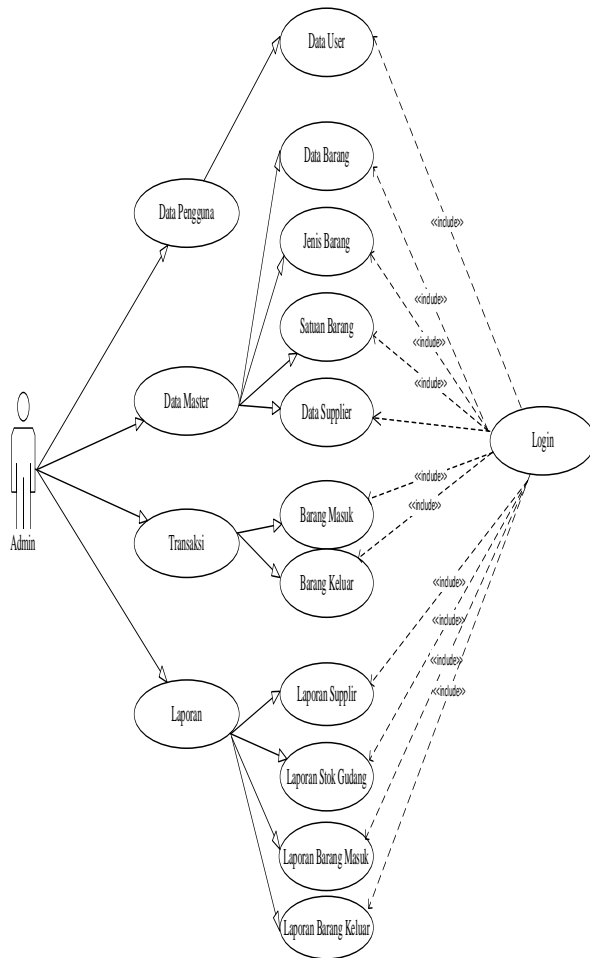 Data User
Data Barang
Data Pengguna
<<include>>
Jenis Barang
<<include>>
Satuan Barang
<<include>>
<<include>>
Data Master
Data Supplier
Login
<<include>>
Barang Masuk
<<include>>
Transaksi
Admin
Barang Keluar
<<include>>
<<include>>
<<include>>
Laporan Supplir
<<include>>
Laporan
Laporan Stok Gudang
Laporan Barang Masuk
Laporan Barang Keluar